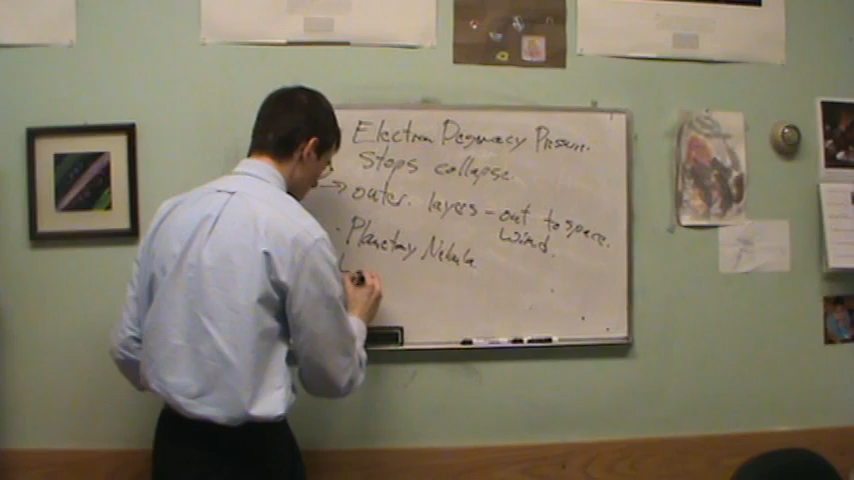 Electron Degeneracy Pressure.
Stops collapse.
→ outer. layers = out to space.
wind.
· Planetary Nebula